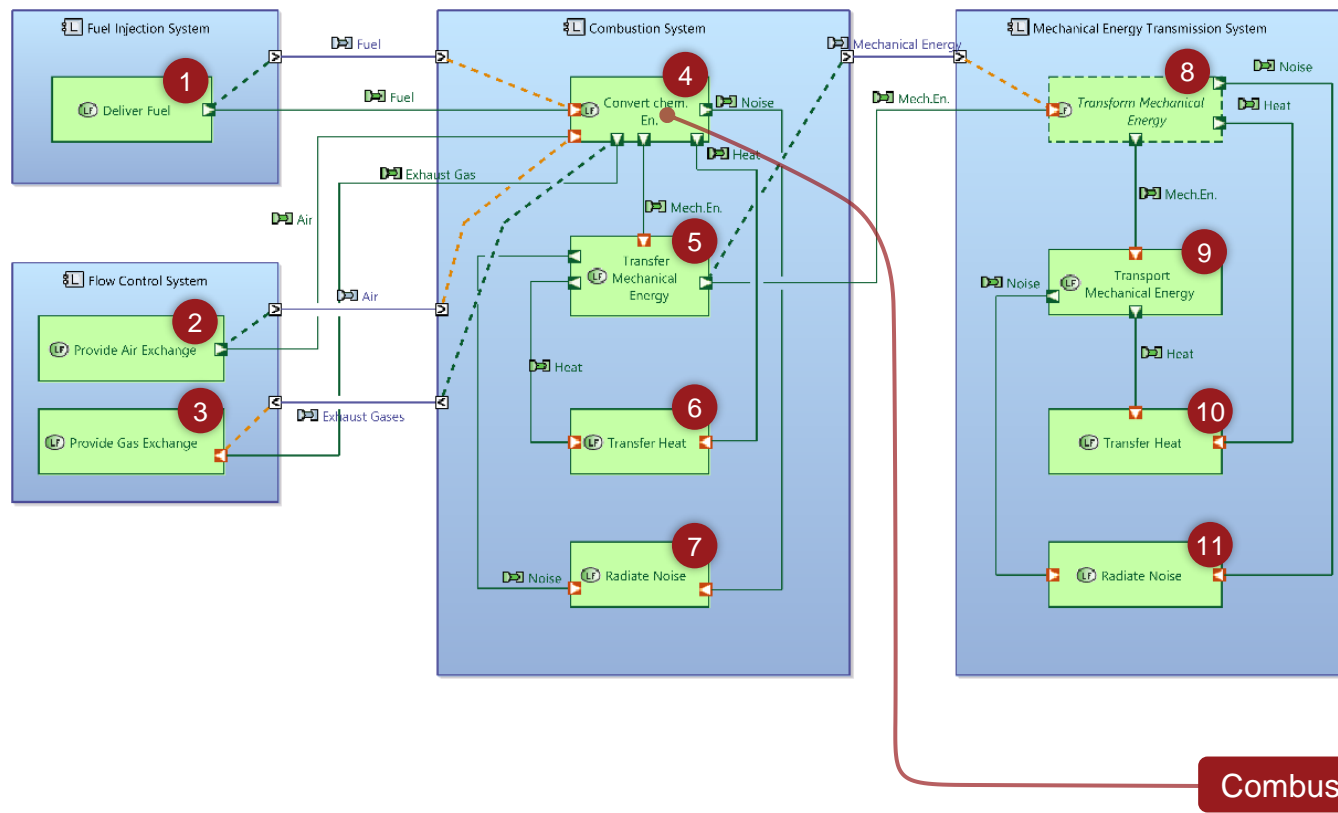 Fuel Injection System
1
Deliver Fuel
Fuel
Fuel
Flow Control System
2
Provide Air Exchange
3
Provide Gas Exchange
Air
Air
Exhaust Gas
Exhaust Gases
Combustion System
4
Convert chem.
En.
Noise
Heat
Mech.En.
5
Transfer
Mechanical
Energy
Heat
6
Transfer Heat
7
Noise
Radiate Noise
Mechanical Energy
Mech.En.
Mechanical Energy Transmission System
8
Transform Mechanical
Energy
Noise
Heat
Mech.En.
9
Transport
Mechanical Energy
Noise
Heat
10
Transfer Heat
11
Radiate Noise
Combus